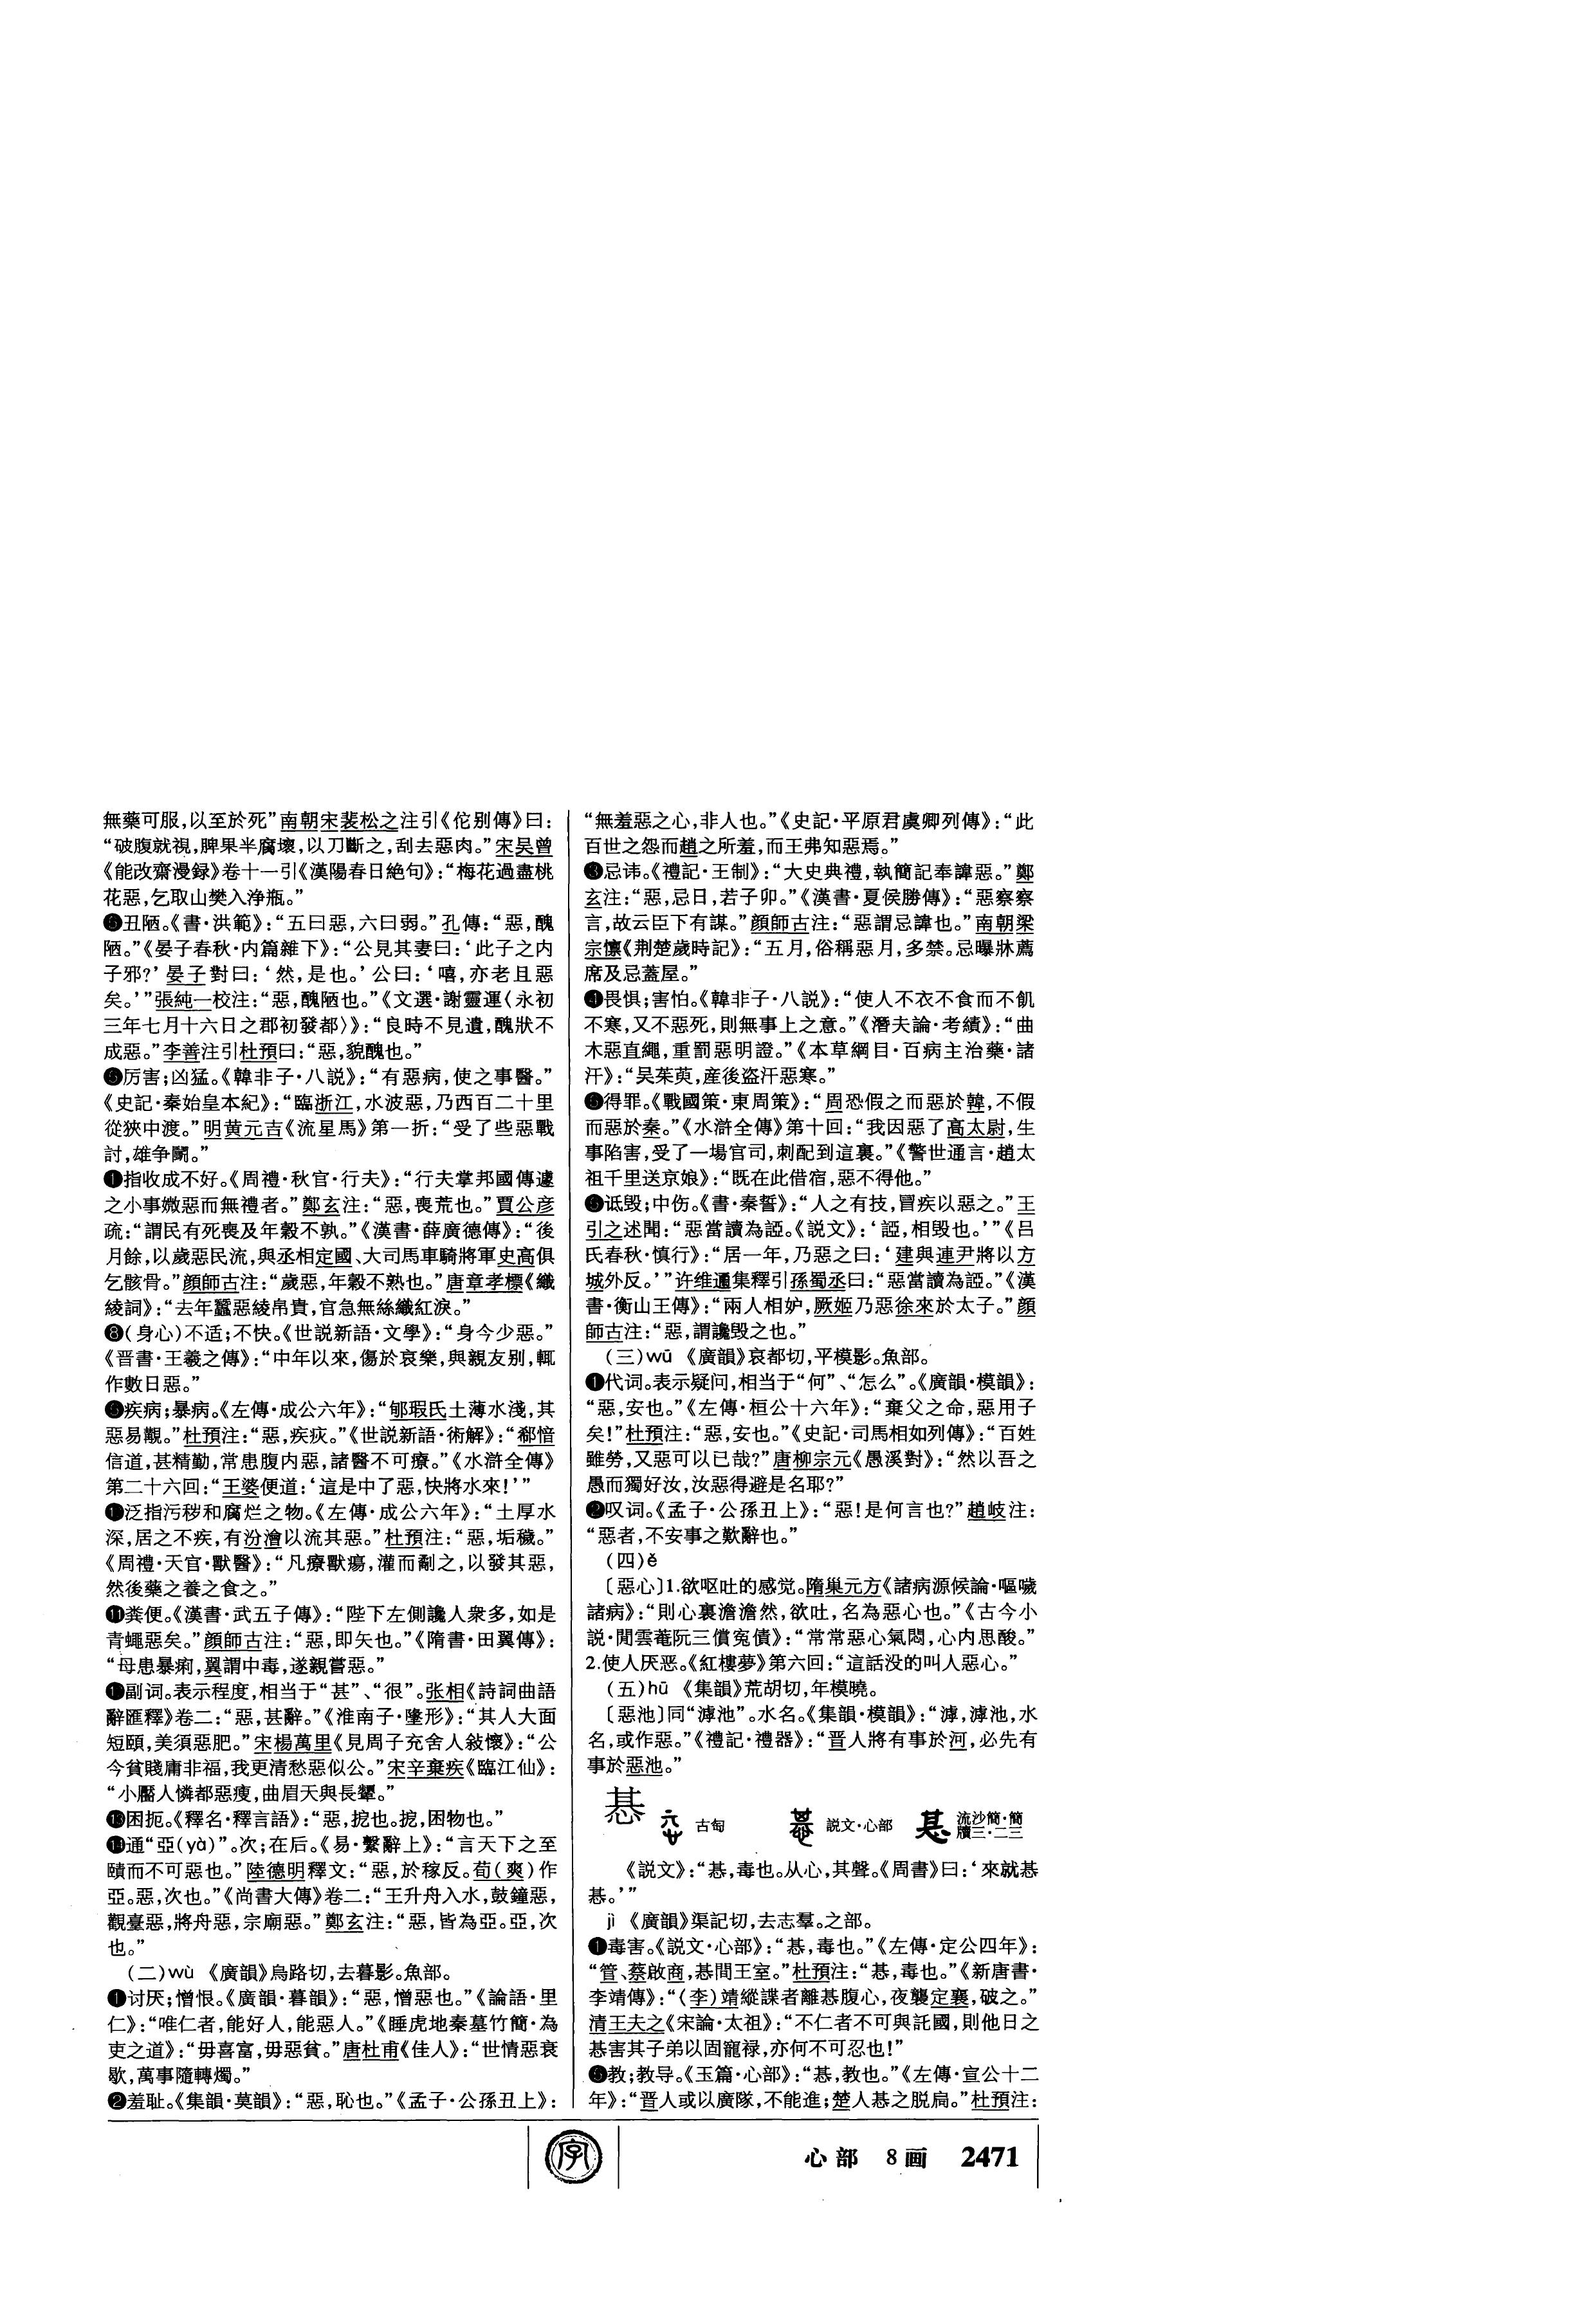 無藥可服,以至於死”南朝宋裴松之注引《佗别傳》曰:
“破腹就視,脾果半腐壞,以刀斷之,刮去惡肉。”宋吴曾
《能改齋漫録》卷十一引《漢陽春日絶句》:“梅花過盡桃
花惡,乞取山樊入浄瓶。”
❺丑陋。《書·洪範》:“五曰惡,六曰弱。”孔傳:“惡,醜
陋。”《晏子春秋·内篇雜下》:“公見其妻曰:‘此子之内
子邪?’晏子對曰:‘然,是也。’公曰:‘嘻,亦老且惡
矣。’”張純一校注:“惡,醜陋也。”《文選·謝靈運〈永初
三年七月十六日之郡初發都〉》:“良時不見遺,醜狀不
成惡。”李善注引杜預曰:“惡,貌醜也。”
厉害;凶猛。《韓非子·八説》:“有惡病,使之事醫。”
《史記·秦始皇本紀》:“臨浙江,水波惡,乃西百二十里
從狹中渡。”明黄元吉《流星馬》第一折:“受了些惡戰
討,雄争鬭。”
指收成不好。《周禮·秋官·行夫》:“行夫掌邦國傳遽
之小事媺惡而無禮者。”鄭玄注:“惡,喪荒也。”賈公彦
疏:“謂民有死喪及年穀不孰。”《漢書·薛廣德傳》:“後
月餘,以歲惡民流,與丞相定國、大司馬車騎將軍史高俱
乞骸骨。”顔師古注:“歲惡,年穀不熟也。”唐章孝標《織
綾詞》:“去年蠶惡綾帛貴,官急無絲織紅淚。”
❽(身心)不适;不快。《世説新語·文學》:“身今少惡。”
《晋書·王羲之傳》:“中年以來,傷於哀樂,與親友别,輒
作數日惡。”
疾病;暴病。《左傳·成公六年》:“郇瑕氏土薄水淺,其
惡易覯。”杜預注:“惡,疾疢。”《世説新語·術解》:“郗愔
信道,甚精勤,常患腹内惡,諸醫不可療。”《水滸全傳》
第二十六回:“王婆便道:‘這是中了惡,快將水來!’”
泛指污秽和腐烂之物。《左傳·成公六年》:“土厚水
深,居之不疾,有汾澮以流其惡。”杜預注:“惡,垢穢。”
《周禮·天官·獸醫》:“凡療獸瘍,灌而劀之,以發其惡,
然後藥之養之食之。”
⓫粪便。《漢書·武五子傳》:“陛下左側讒人衆多,如是
青蠅惡矣。”顔師古注:“惡,即矢也。”《隋書·田翼傳》:
“母患暴痢,翼謂中毒,遂親嘗惡。”
副词。表示程度,相当于“甚”、“很”。张相《詩詞曲語
辭匯釋》卷二:“惡,甚辭。”《淮南子·墬形》:“其人大面
短頤,美須惡肥。”宋楊萬里《見周子充舍人敍懷》:“公
今貧賤庸非福,我更清愁惡似公。”宋辛棄疾《臨江仙》:
“小靨人憐都惡瘦,曲眉天與長顰。”
⓭困扼。《釋名·釋言語》:“惡,扼也。扼,困物也。”
⓮通“亞(yà)”。次;在后。《易·繫辭上》:“言天下之至
賾而不可惡也。”陸德明釋文:“惡,於稼反。荀(爽)作
亞。惡,次也。”《尚書大傳》卷二:“王升舟入水,鼓鐘惡,
觀臺惡,將舟惡,宗廟惡。”鄭玄注:“惡,皆為亞。亞,次
也。”
(二)wù 《廣韻》烏路切,去暮影。魚部。
❶讨厌;憎恨。《廣韻·暮韻》:“惡,憎惡也。”《論語·里
仁》:“唯仁者,能好人,能惡人。”《睡虎地秦墓竹簡·為
吏之道》:“毋喜富,毋惡貧。”唐杜甫《佳人》:“世情惡衰
歇,萬事隨轉燭。”
❷羞耻。《集韻·莫韻》:“惡,恥也。”《孟子·公孫丑上》:
“無羞惡之心,非人也。”《史記·平原君虞卿列傳》:“此
百世之怨而趙之所羞,而王弗知惡焉。”
❸忌讳。《禮記·王制》:“大史典禮,執簡記奉諱惡。”鄭
玄注:“惡,忌日,若子卯。”《漢書·夏侯勝傳》:“惡察察
言,故云臣下有謀。”顔師古注:“惡謂忌諱也。”南朝梁
宗懔《荆楚歲時記》:“五月,俗稱惡月,多禁。忌曝牀薦
席及忌蓋屋。”
❹畏惧;害怕。《韓非子·八説》:“使人不衣不食而不飢
不寒,又不惡死,則無事上之意。”《潛夫論·考績》:“曲
木惡直繩,重罰惡明證。”《本草綱目·百病主治藥·諸
汗》:“吴茱萸,産後盗汗惡寒。”
❺得罪。《戰國策·東周策》:“周恐假之而惡於韓,不假
而惡於秦。”《水滸全傳》第十回:“我因惡了高太尉,生
事陷害,受了一場官司,刺配到這裏。”《警世通言·趙太
祖千里送京娘》:“既在此借宿,惡不得他。”
❻诋毁;中伤。《書·秦誓》:“人之有技,冒疾以惡之。”王
引之述聞:“惡當讀為䛩。《説文》:‘䛩,相毁也。’”《吕
氏春秋·慎行》:“居一年,乃惡之曰:‘建與連尹將以方
城外反。’”许维遹集釋引孫蜀丞曰:“惡當讀為䛩。”《漢
書·衡山王傳》:“兩人相妒,厥姬乃惡徐來於太子。”顔
師古注:“惡,謂讒毁之也。”
(三)wū 《廣韻》哀都切,平模影。魚部。
❶代词。表示疑问,相当于“何”、“怎么”。《廣韻·模韻》:
“惡,安也。”《左傳·桓公十六年》:“棄父之命,惡用子
矣!”杜預注:“惡,安也。”《史記·司馬相如列傳》:“百姓
雖勞,又惡可以已哉?”唐柳宗元《愚溪對》:“然以吾之
愚而獨好汝,汝惡得避是名耶?”
❷叹词。《孟子·公孫丑上》:“惡!是何言也?”趙岐注:
“惡者,不安事之歎辭也。”
(四)ě
〔惡心〕1.欲呕吐的感觉。隋巢元方《諸病源候論·嘔噦
諸病》:“則心裏澹澹然,欲吐,名為惡心也。”《古今小
説·閒雲菴阮三償寃債》:“常常惡心氣悶,心内思酸。”
2.使人厌恶。《紅樓夢》第六回:“這話没的叫人惡心。”
(五)hū 《集韻》荒胡切,年模曉。
〔惡池〕同“滹池”。水名。《集韻·模韻》:“滹,滹池,水
名,或作惡。”《禮記·禮器》:“晋人將有事於河,必先有
事於惡池。”
惎 古匋 説文·心部 流沙簡·簡牘三·二三
《説文》:“惎,毒也。从心,其聲。《周書》曰:‘來就惎
惎。’”
jì 《廣韻》渠記切,去志羣。之部。
❶毒害。《説文·心部》:“惎,毒也。”《左傳·定公四年》:
“管、蔡啟商,惎間王室。”杜預注:“惎,毒也。”《新唐書·
李靖傳》:“(李)靖縱諜者離惎腹心,夜襲定襄,破之。”
清王夫之《宋論·太祖》:“不仁者不可與託國,則他日之
惎害其子弟以固寵禄,亦何不可忍也!”
教;教导。《玉篇·心部》:“惎,教也。”《左傳·宣公十二
年》:“晋人或以廣隊,不能進;楚人惎之脱扃。”杜預注:
字
心部 8画 2471